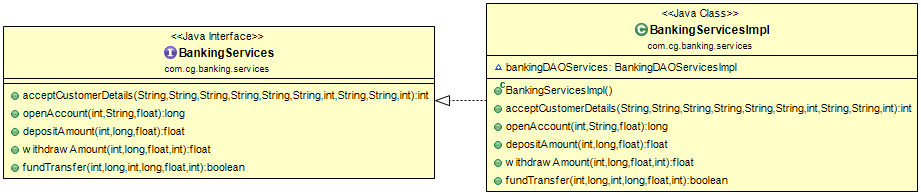 <<Java Interface>>
BankingServices
com.cg.banking.services
acceptCustomerDetails(String,String,String,String,String,String,int,String,String,int):int
openAccount(int,String,float):long
depositAmount(int,long,float):float
withdrawAmount(int,long,float,int):float
fundTransfer(int,long,int,long,float,int):boolean
<<Java Class>>
BankingServicesImpl
com.cg.banking.services
bankingDAOServices: BankingDAOServicesImpl
BankingServicesImpl()
acceptCustomerDetails(String,String,String,String,String,String,int,String,String,int):int
openAccount(int,String,float):long
depositAmount(int,long,float):float
withdrawAmount(int,long,float,int):float
fundTransfer(int,long,int,long,float,int):boolean